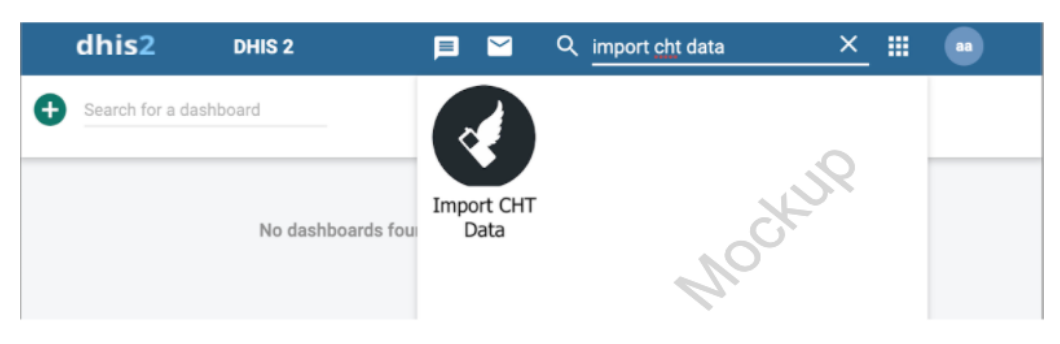 dhis2 DHIS 2 import cht data aa
Search for a dashboard
Import CHT
Data
No dashboards fou
Mockup